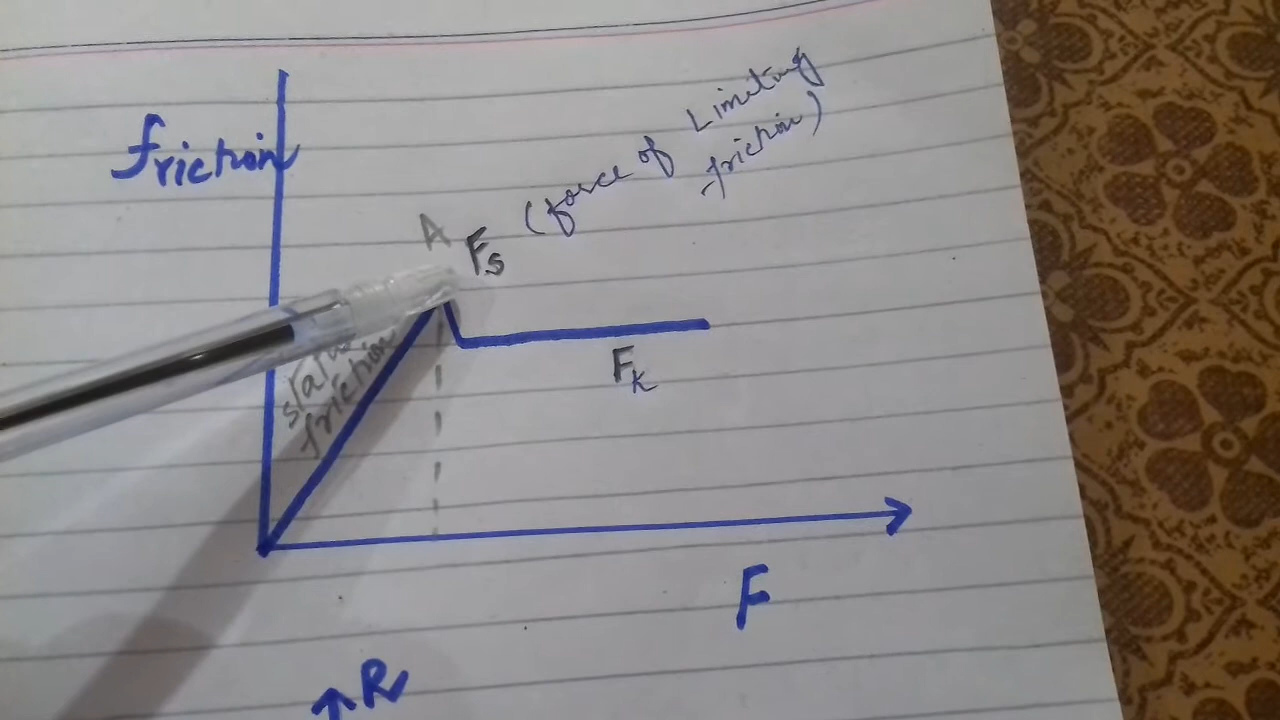 friction
(force of Limiting
friction)
A
Fs
static
friction
Fk
F
R